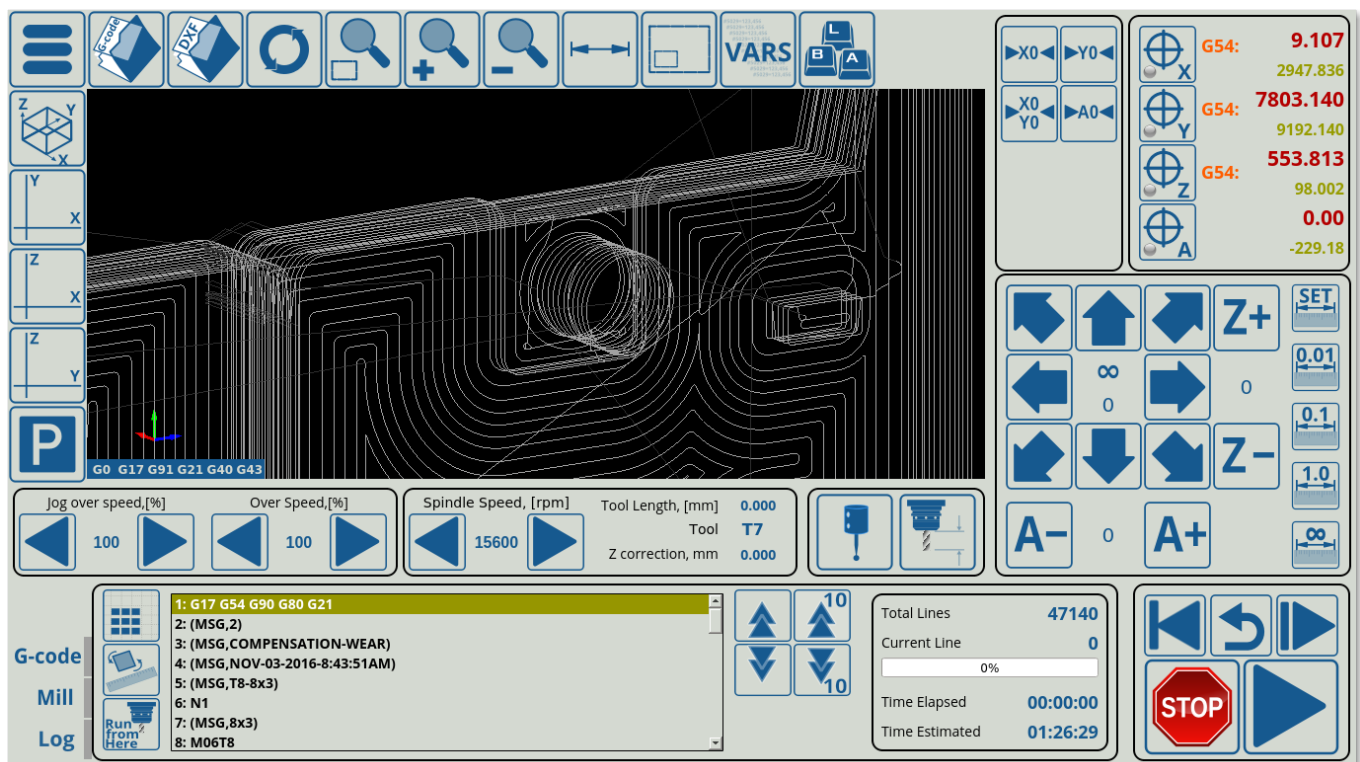 G-code
DXF
VARS
L
B A
Z Y X
Y X
Z X
Z Y
P
G0 G17 G91 G21 G40 G43
▶X0◀ ▶Y0◀
▶X0 Y0◀ ▶A0◀
X G54: 9.107
2947.836
Y G54: 7803.140
9192.140
Z G54: 553.813
98.002
A 0.00
-229.18
Z+
SET
0.01
∞
0
0
0.1
Z−
1.0
A− 0 A+
∞
Jog over speed,[%]
100
Over Speed,[%]
100
Spindle Speed, [rpm]
15600
Tool Length, [mm] 0.000
Tool T7
Z correction, mm 0.000
G-code
Mill
Log
Run from Here
1: G17 G54 G90 G80 G21
2: (MSG,2)
3: (MSG,COMPENSATION-WEAR)
4: (MSG,NOV-03-2016-8:43:51AM)
5: (MSG,T8-8x3)
6: N1
7: (MSG,8x3)
8: M06T8
10
10
Total Lines 47140
Current Line 0
0%
Time Elapsed 00:00:00
Time Estimated 01:26:29
STOP